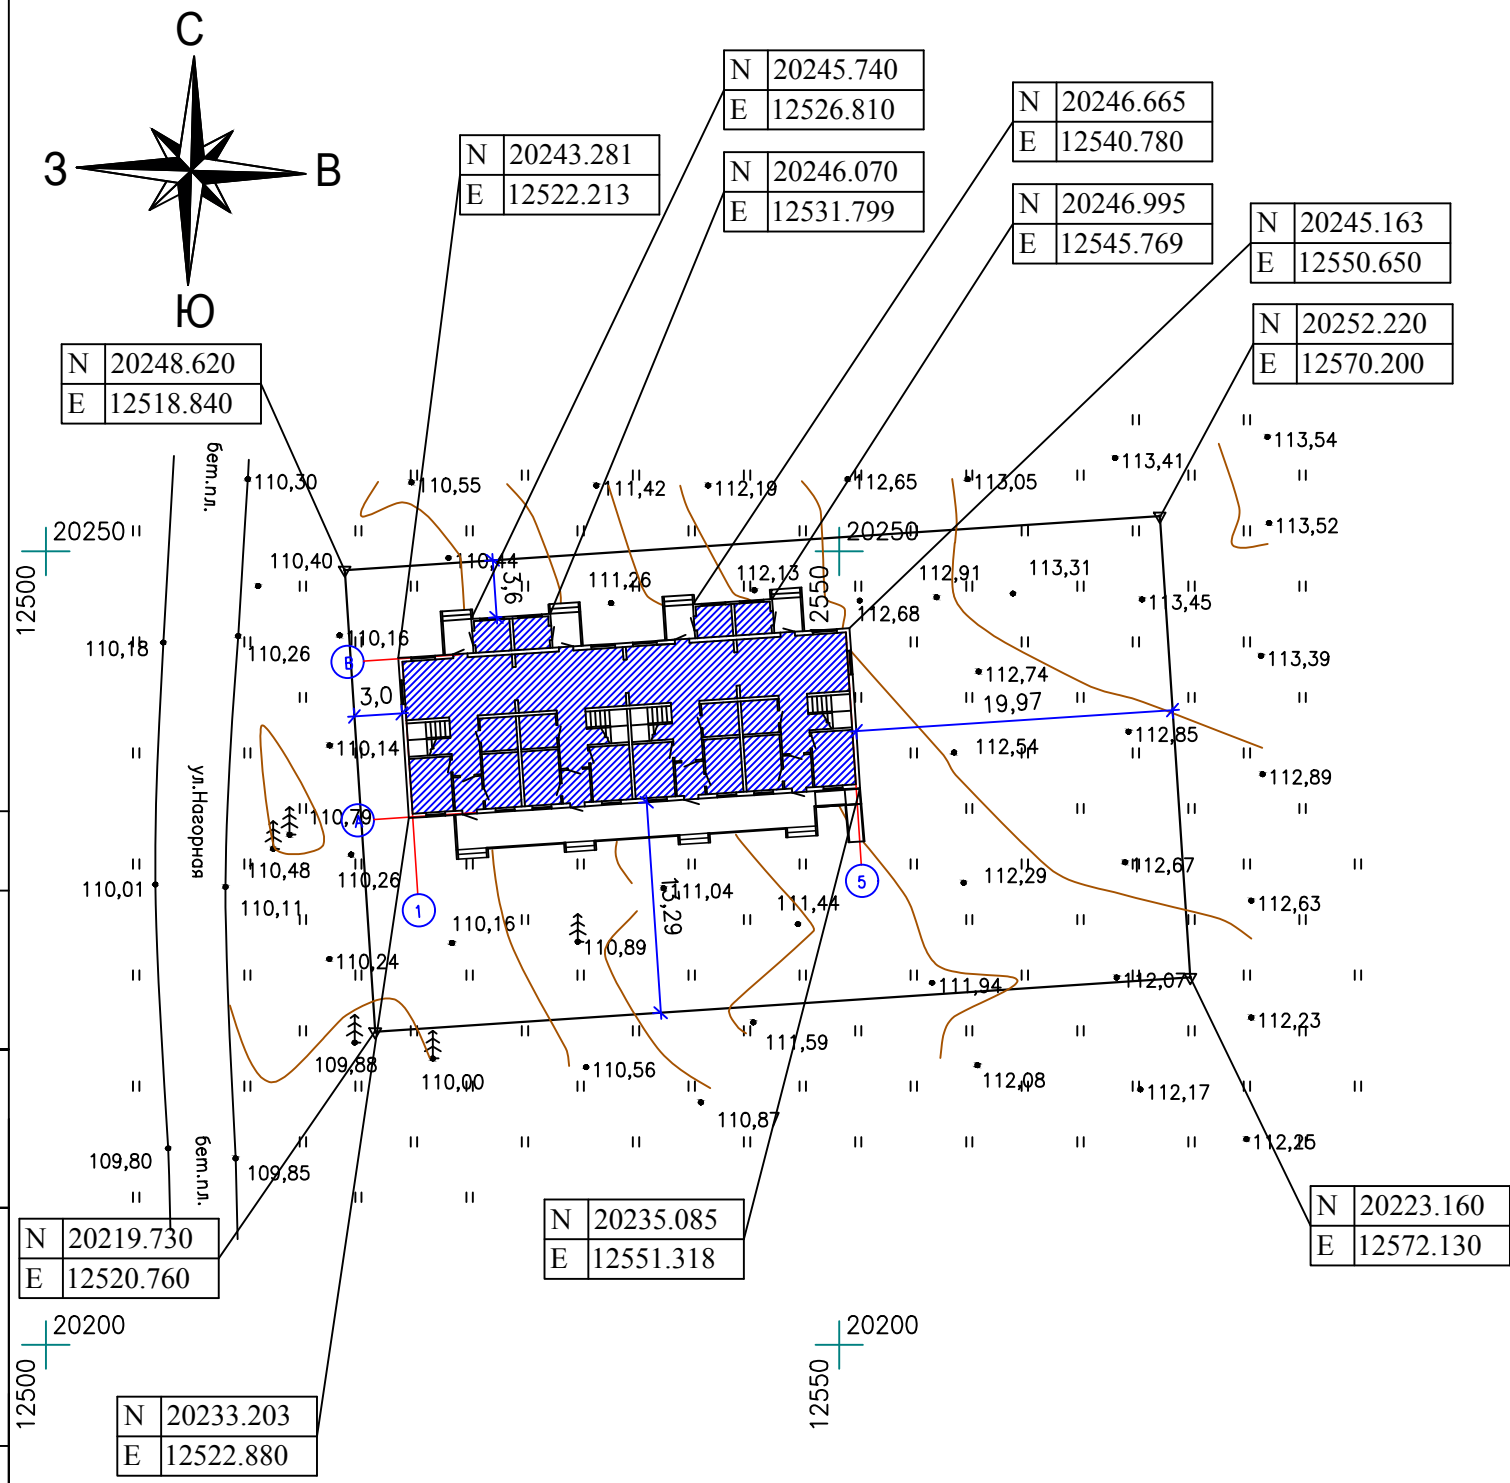 С
З
В
Ю
N 20245.740
E 12526.810
N 20246.665
E 12540.780
N 20243.281
E 12522.213
N 20246.070
E 12531.799
N 20246.995
E 12545.769
N 20245.163
E 12550.650
N 20252.220
E 12570.200
N 20248.620
E 12518.840
бет.пл.
113,54
113,41
110,30
110,55
111,42
112,19
112,65
113,05
113,52
20250
20250
12500
12550
110,40
110,44
3,6
111,26
112,13
112,68
112,91
113,31
113,45
110,18
110,26
110,16
В
113,39
112,74
3,0
19,97
110,14
112,54
112,85
112,89
ул.Нагорная
110,79
А
110,48
110,26
110,01
110,11
1
5
111,04
13,29
111,44
112,29
112,67
112,63
110,16
110,89
110,24
111,94
112,07
112,23
109,88
110,00
110,56
111,59
112,08
112,17
110,87
112,25
109,80
109,85
бет.пл.
N 20219.730
E 12520.760
N 20235.085
E 12551.318
N 20223.160
E 12572.130
20200
20200
12500
12550
N 20233.203
E 12522.880